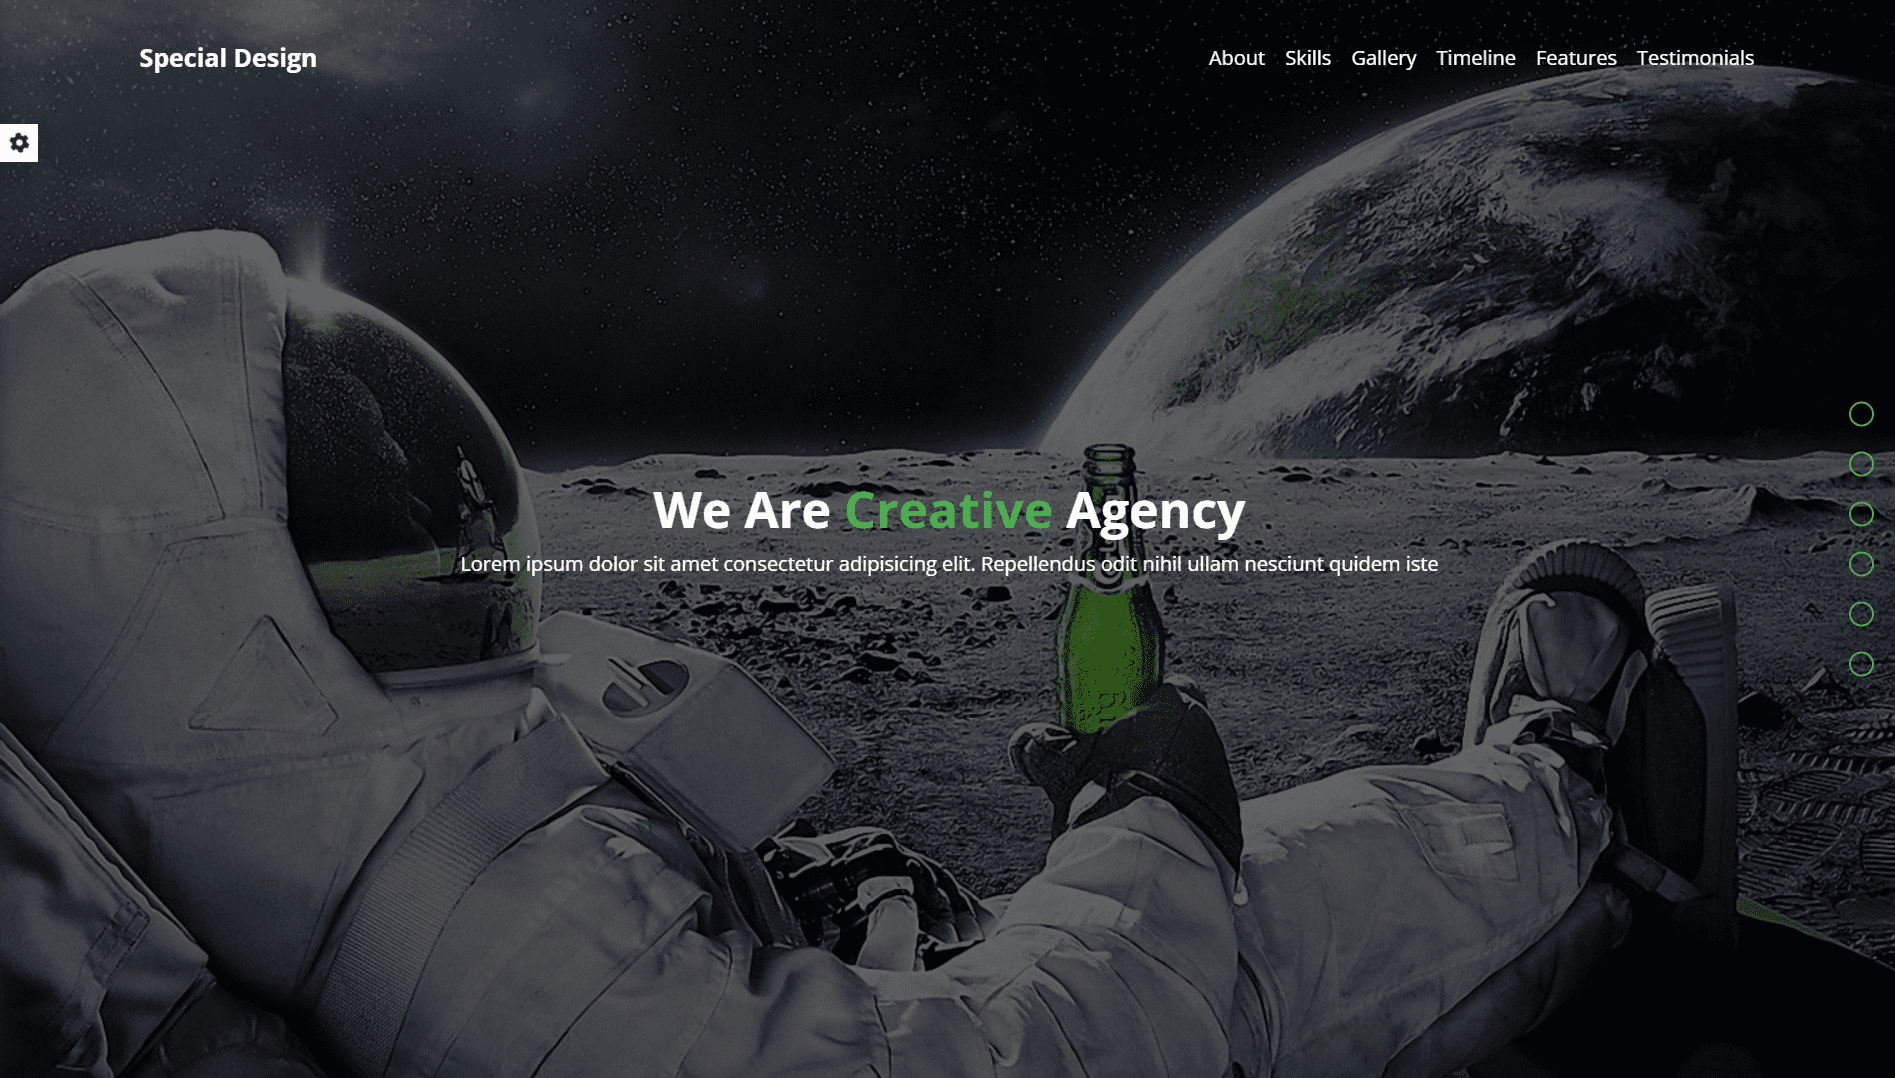 Special Design
About Skills Gallery Timeline Features Testimonials
We Are Creative Agency
Lorem ipsum dolor sit amet consectetur adipisicing elit. Repellendus odit nihil ullam nesciunt quidem iste